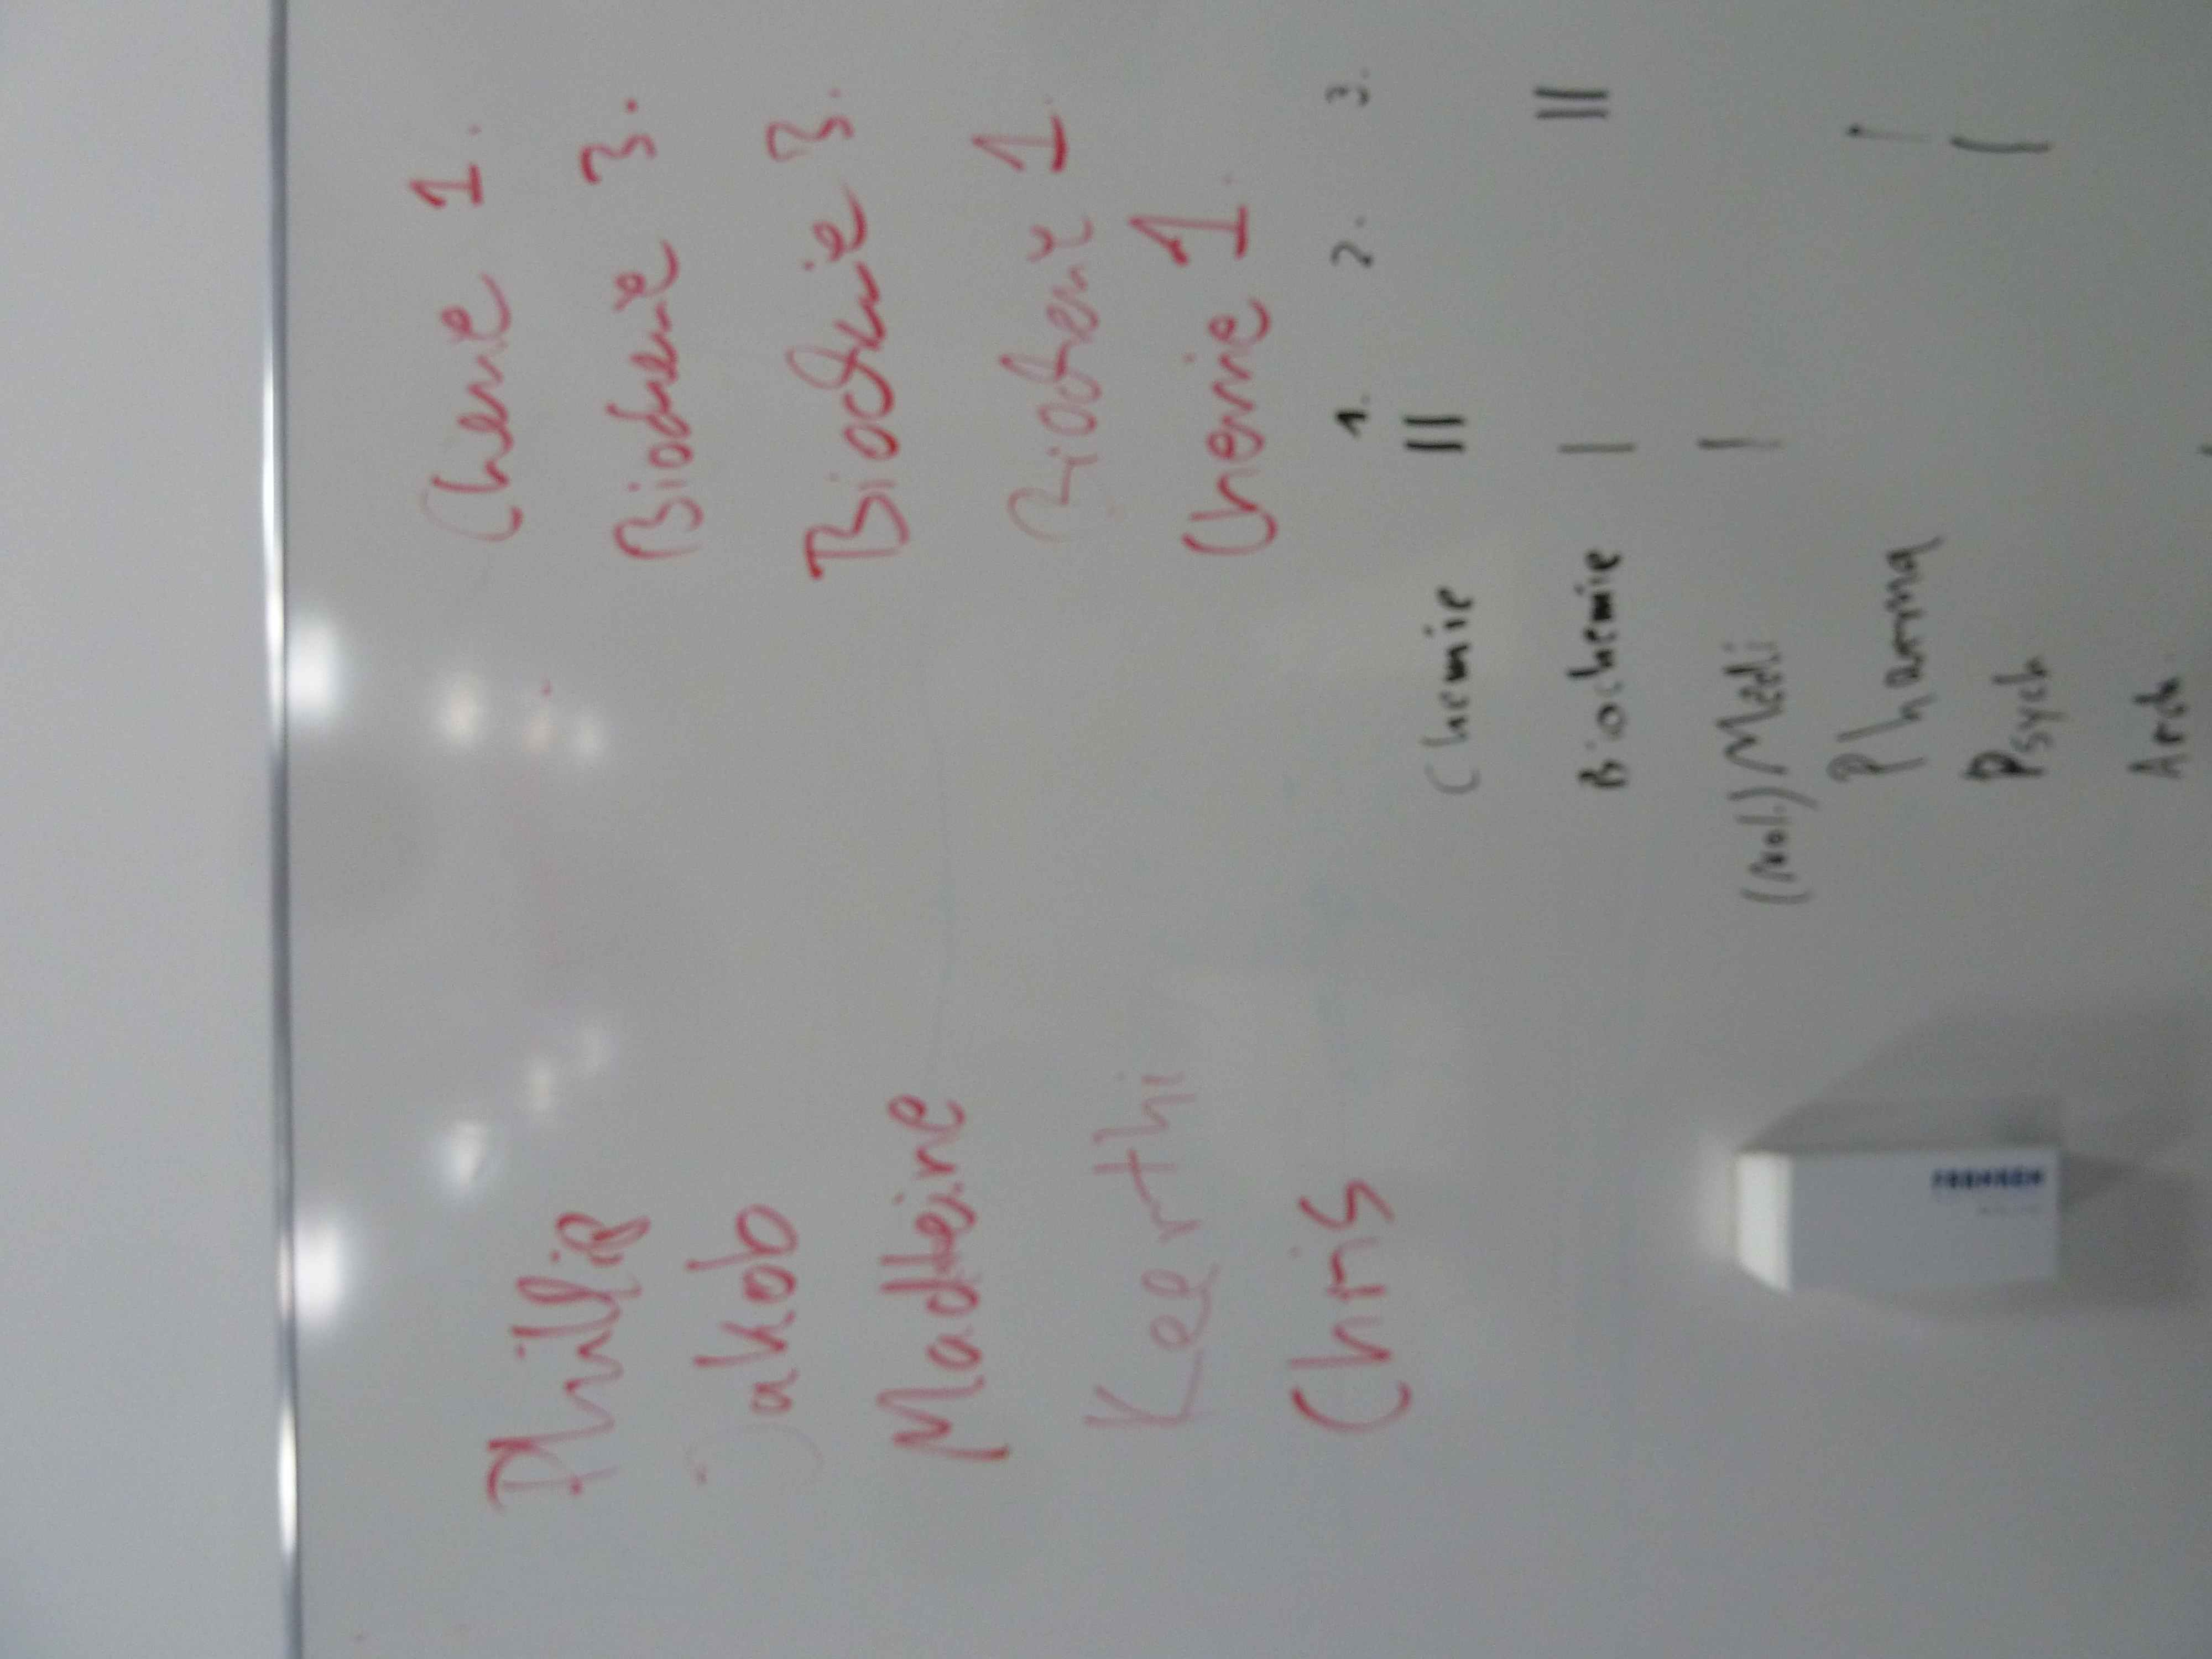 Phillip Chemie 1.
Jakob Biochemie 3.
Madleine Biochemie 3.
Keerthi Biochemie 1.
Chris Chemie 1.
1. 2. 3.
Chemie II
Biochemie I II
(Mol.) Medi I
Pharma I
Psych I
Arch